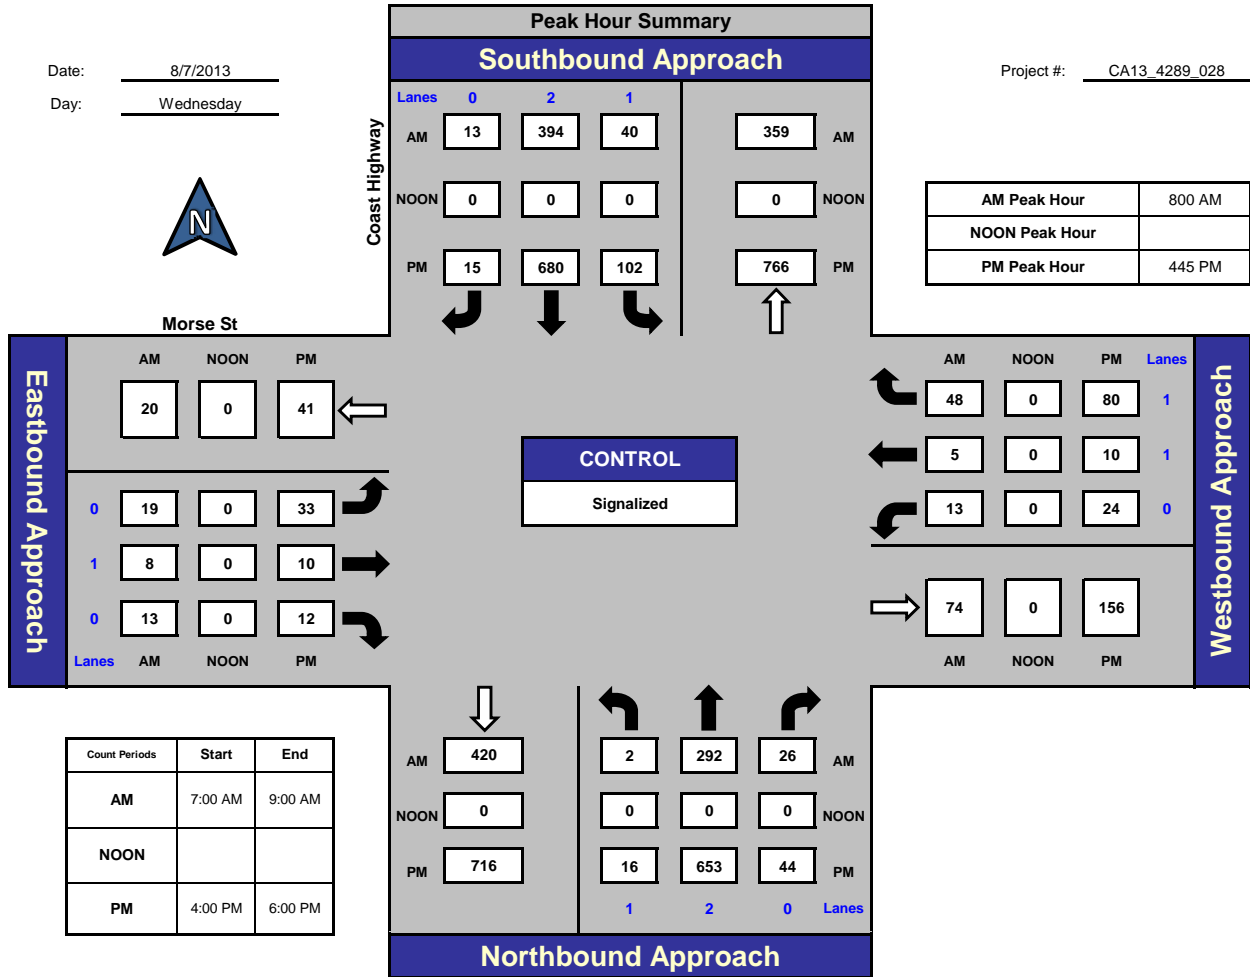 Peak Hour Summary
Southbound Approach
Date: 8/7/2013
Project #: CA13_4289_028
Day: Wednesday
Lanes 0 2 1
AM 13 394 40 359 AM
NOON 0 0 0 0 NOON
PM 15 680 102 766 PM
Coast Highway
N
AM Peak Hour 800 AM
NOON Peak Hour
PM Peak Hour 445 PM
Morse St
Eastbound Approach
AM NOON PM
20 0 41
0 19 0 33
1 8 0 10
0 13 0 12
Lanes AM NOON PM
CONTROL
Signalized
AM NOON PM Lanes
48 0 80 1
5 0 10 1
13 0 24 0
74 0 156
AM NOON PM
Westbound Approach
Count Periods Start End
AM 7:00 AM 9:00 AM
NOON
PM 4:00 PM 6:00 PM
AM 420 2 292 26 AM
NOON 0 0 0 0 NOON
PM 716 16 653 44 PM
1 2 0 Lanes
Northbound Approach